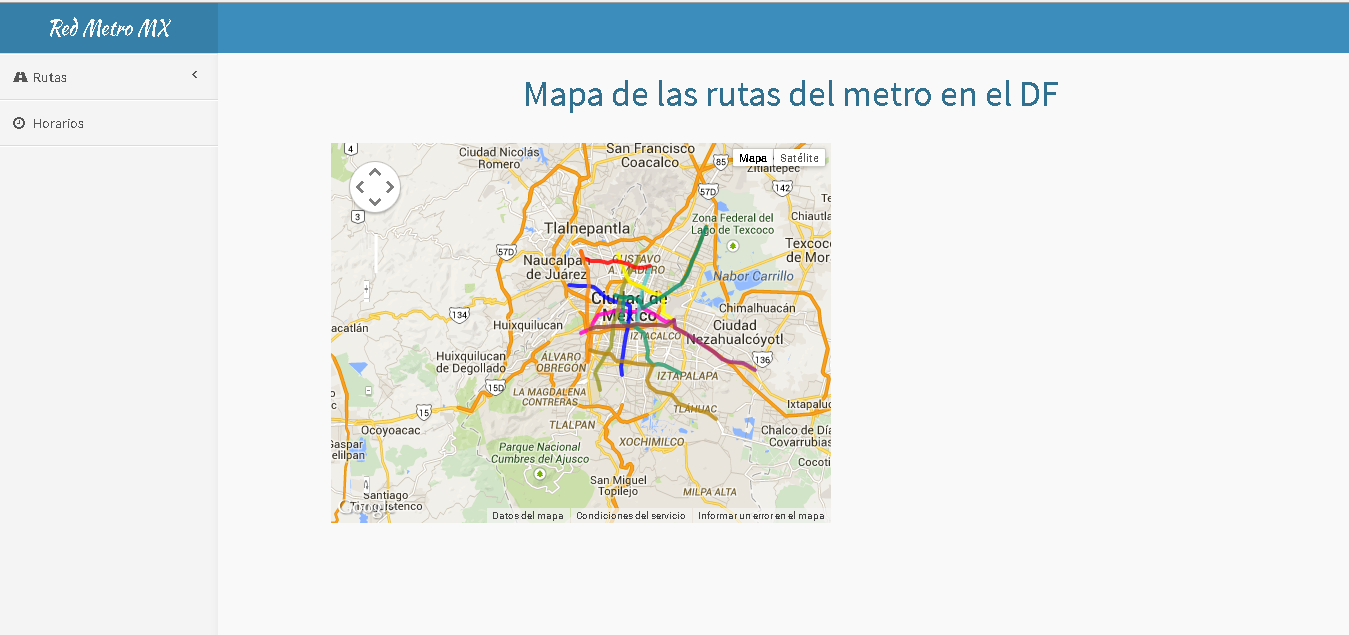 Red Metro MX
Rutas
Horarios
Mapa de las rutas del metro en el DF
4
Ciudad Nicolás
Romero
San Francisco
Coacalco
85
Mapa
Satélite
142
57D
3
Zona Federal del
Lago de Texcoco
Chiautla
Tlalnepantla
57D
Texcoco
de Mor
Naucalpan
de Juárez
GUSTAVO
A. MADERO
Nabor Carrillo
Ciudad de
México
134
Chimalhuacán
acatlán
Huixquilucan
IZTACALCO
Ciudad
Nezahualcóyotl
Huixquilucan
de Degollado
ÁLVARO
OBREGÓN
136
15D
IZTAPALAPA
LA MAGDALENA
CONTRERAS
15
TLÁHUAC
Ixtapaluc
Ocoyoacac
TLALPAN
XOCHIMILCO
Chalco de Día
Covarrubias
Gaspar
elilpan
Parque Nacional
Cumbres del Ajusco
Cocoti
San Miguel
Topilejo
MILPA ALTA
Santiago
Datos del mapa
Condiciones del servicio
Informar un error en el mapa